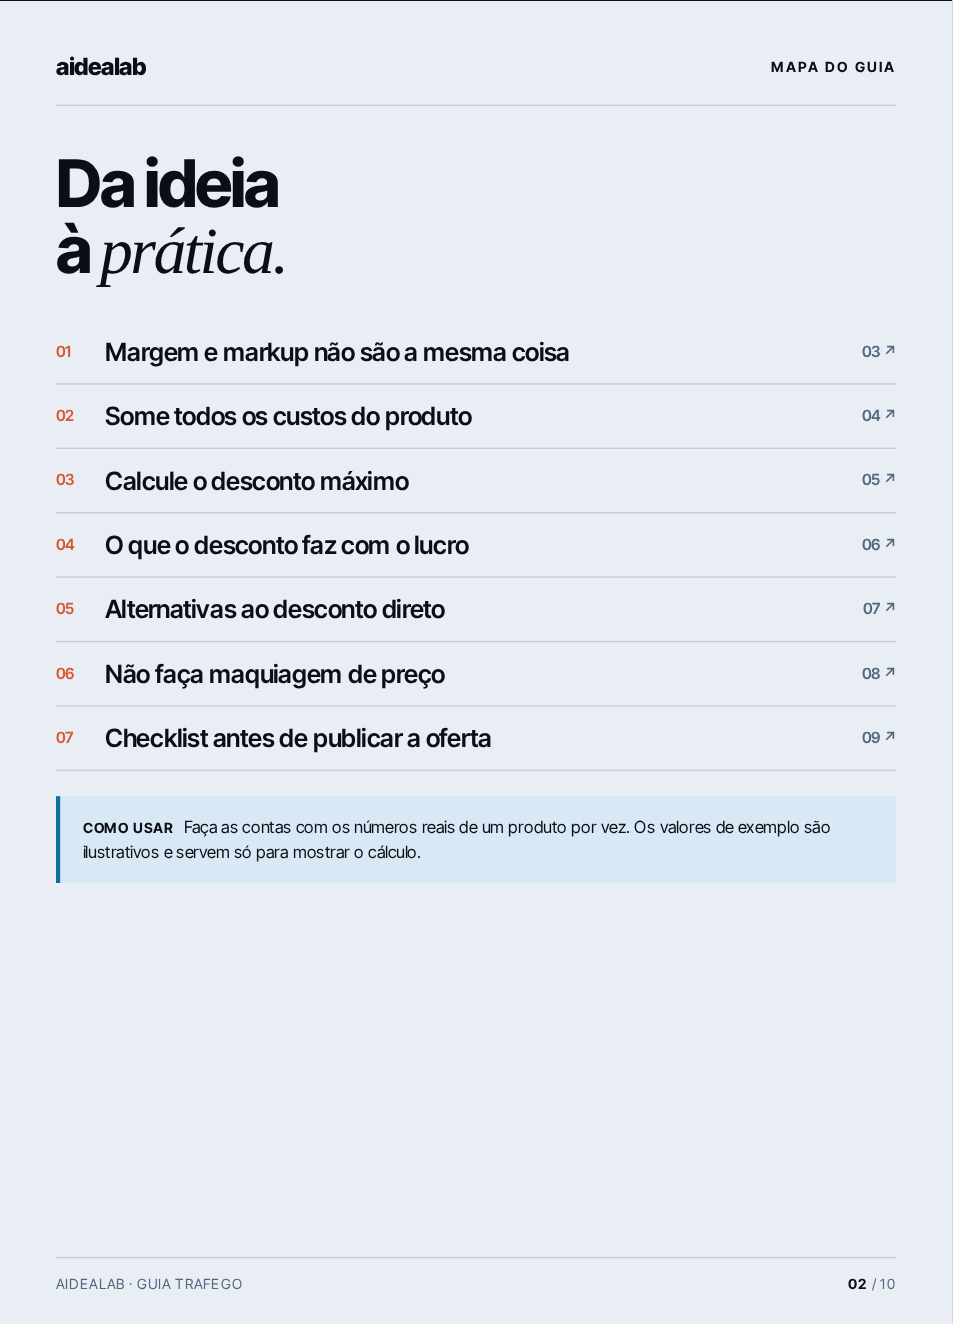 aidealab
MAPA DO GUIA
Da ideia
à prática.
01 Margem e markup não são a mesma coisa 03 ↗
02 Some todos os custos do produto 04 ↗
03 Calcule o desconto máximo 05 ↗
04 O que o desconto faz com o lucro 06 ↗
05 Alternativas ao desconto direto 07 ↗
06 Não faça maquiagem de preço 08 ↗
07 Checklist antes de publicar a oferta 09 ↗
COMO USAR Faça as contas com os números reais de um produto por vez. Os valores de exemplo são
ilustrativos e servem só para mostrar o cálculo.
AIDEALAB · GUIA TRAFEGO
02 / 10